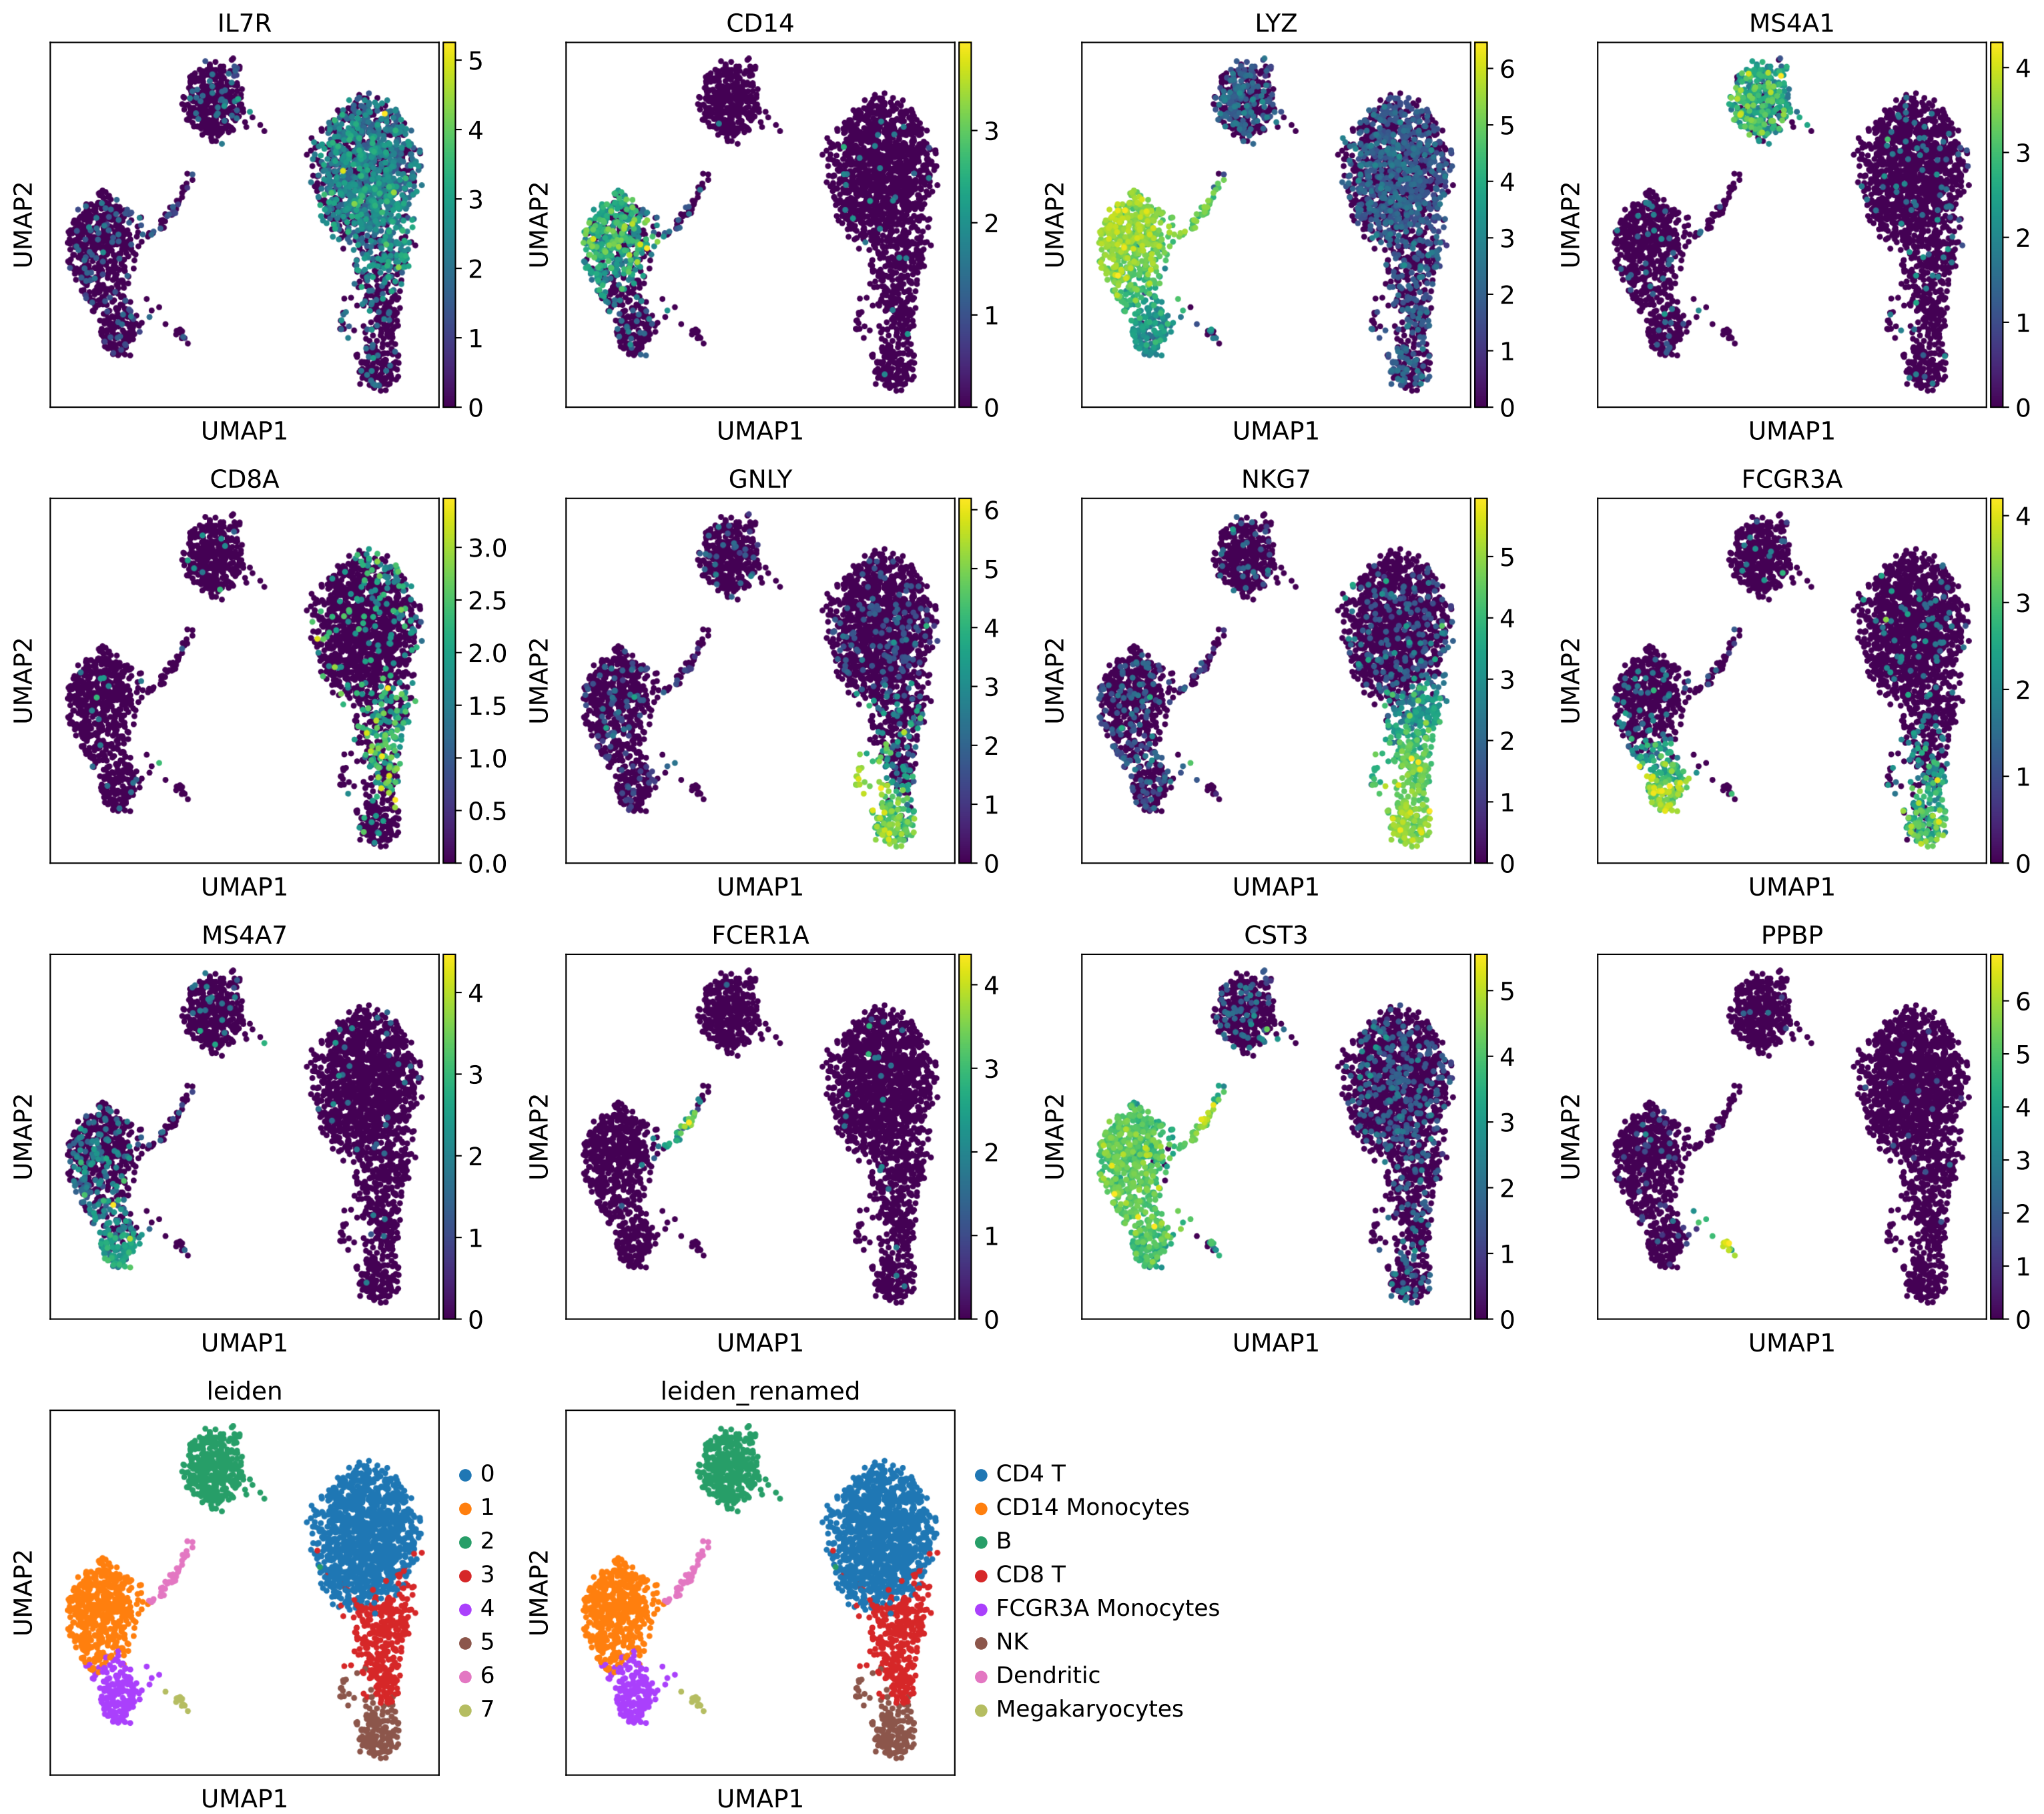 IL7R
UMAP2
UMAP1
5
4
3
2
1
0
CD14
UMAP2
UMAP1
3
2
1
0
LYZ
UMAP2
UMAP1
6
5
4
3
2
1
0
MS4A1
UMAP2
UMAP1
4
3
2
1
0
CD8A
UMAP2
UMAP1
3.0
2.5
2.0
1.5
1.0
0.5
0.0
GNLY
UMAP2
UMAP1
6
5
4
3
2
1
0
NKG7
UMAP2
UMAP1
5
4
3
2
1
0
FCGR3A
UMAP2
UMAP1
4
3
2
1
0
MS4A7
UMAP2
UMAP1
4
3
2
1
0
FCER1A
UMAP2
UMAP1
4
3
2
1
0
CST3
UMAP2
UMAP1
5
4
3
2
1
0
PPBP
UMAP2
UMAP1
6
5
4
3
2
1
0
leiden
UMAP2
UMAP1
0
1
2
3
4
5
6
7
leiden_renamed
UMAP2
UMAP1
CD4 T
CD14 Monocytes
B
CD8 T
FCGR3A Monocytes
NK
Dendritic
Megakaryocytes